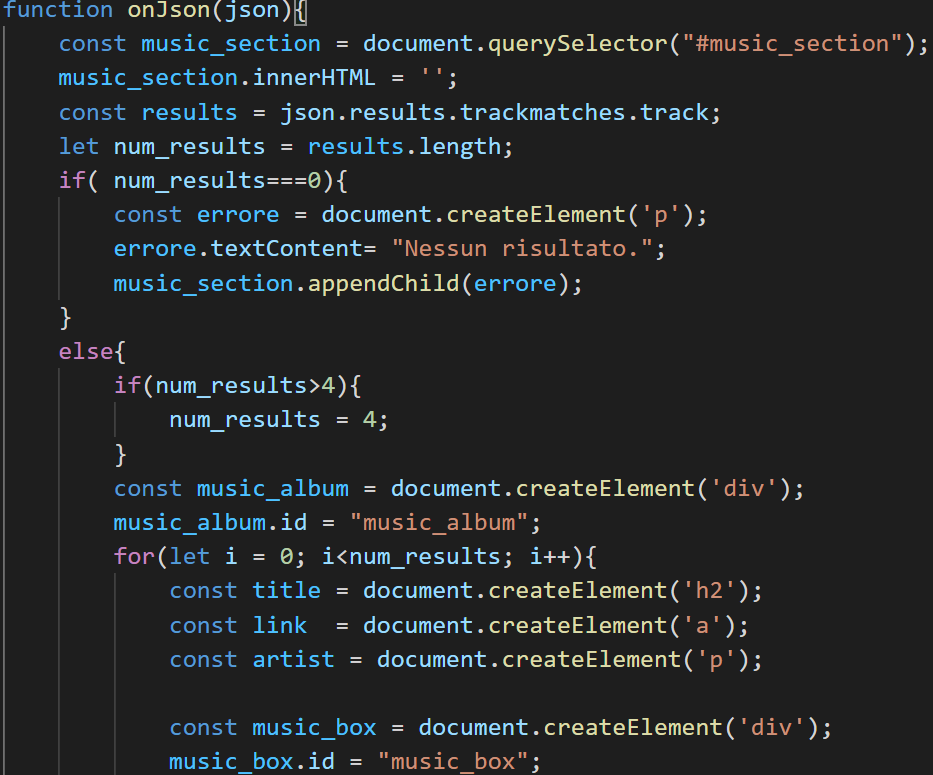 function onJson(json){
    const music_section = document.querySelector("#music_section");
    music_section.innerHTML = '';
    const results = json.results.trackmatches.track;
    let num_results = results.length;
    if( num_results===0){
        const errore = document.createElement('p');
        errore.textContent= "Nessun risultato.";
        music_section.appendChild(errore);
    }
    else{
        if(num_results>4){
            num_results = 4;
        }
        const music_album = document.createElement('div');
        music_album.id = "music_album";
        for(let i = 0; i<num_results; i++){
            const title = document.createElement('h2');
            const link  = document.createElement('a');
            const artist = document.createElement('p');

            const music_box = document.createElement('div');
            music_box.id = "music_box";